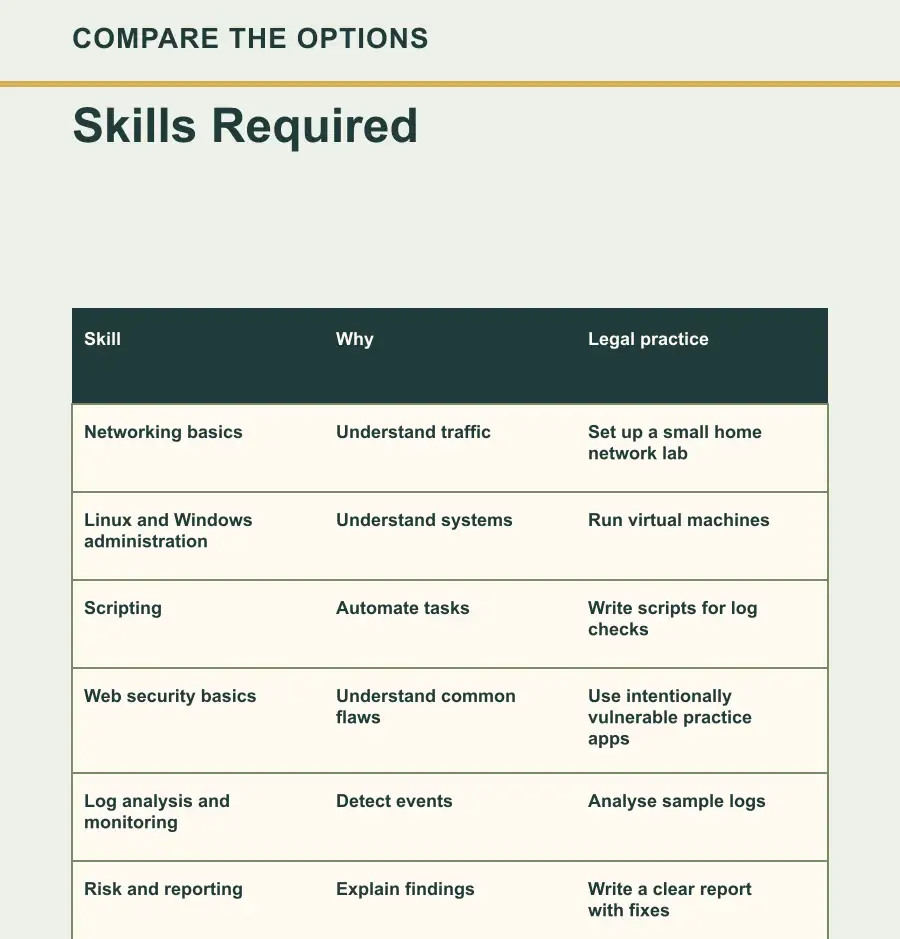 COMPARE THE OPTIONS
Skills Required
Skill Why Legal practice
Networking basics Understand traffic Set up a small home
network lab
Linux and Windows Understand systems Run virtual machines
administration
Scripting Automate tasks Write scripts for log
checks
Web security basics Understand common Use intentionally
flaws vulnerable practice
apps
Log analysis and Detect events Analyse sample logs
monitoring
Risk and reporting Explain findings Write a clear report
with fixes